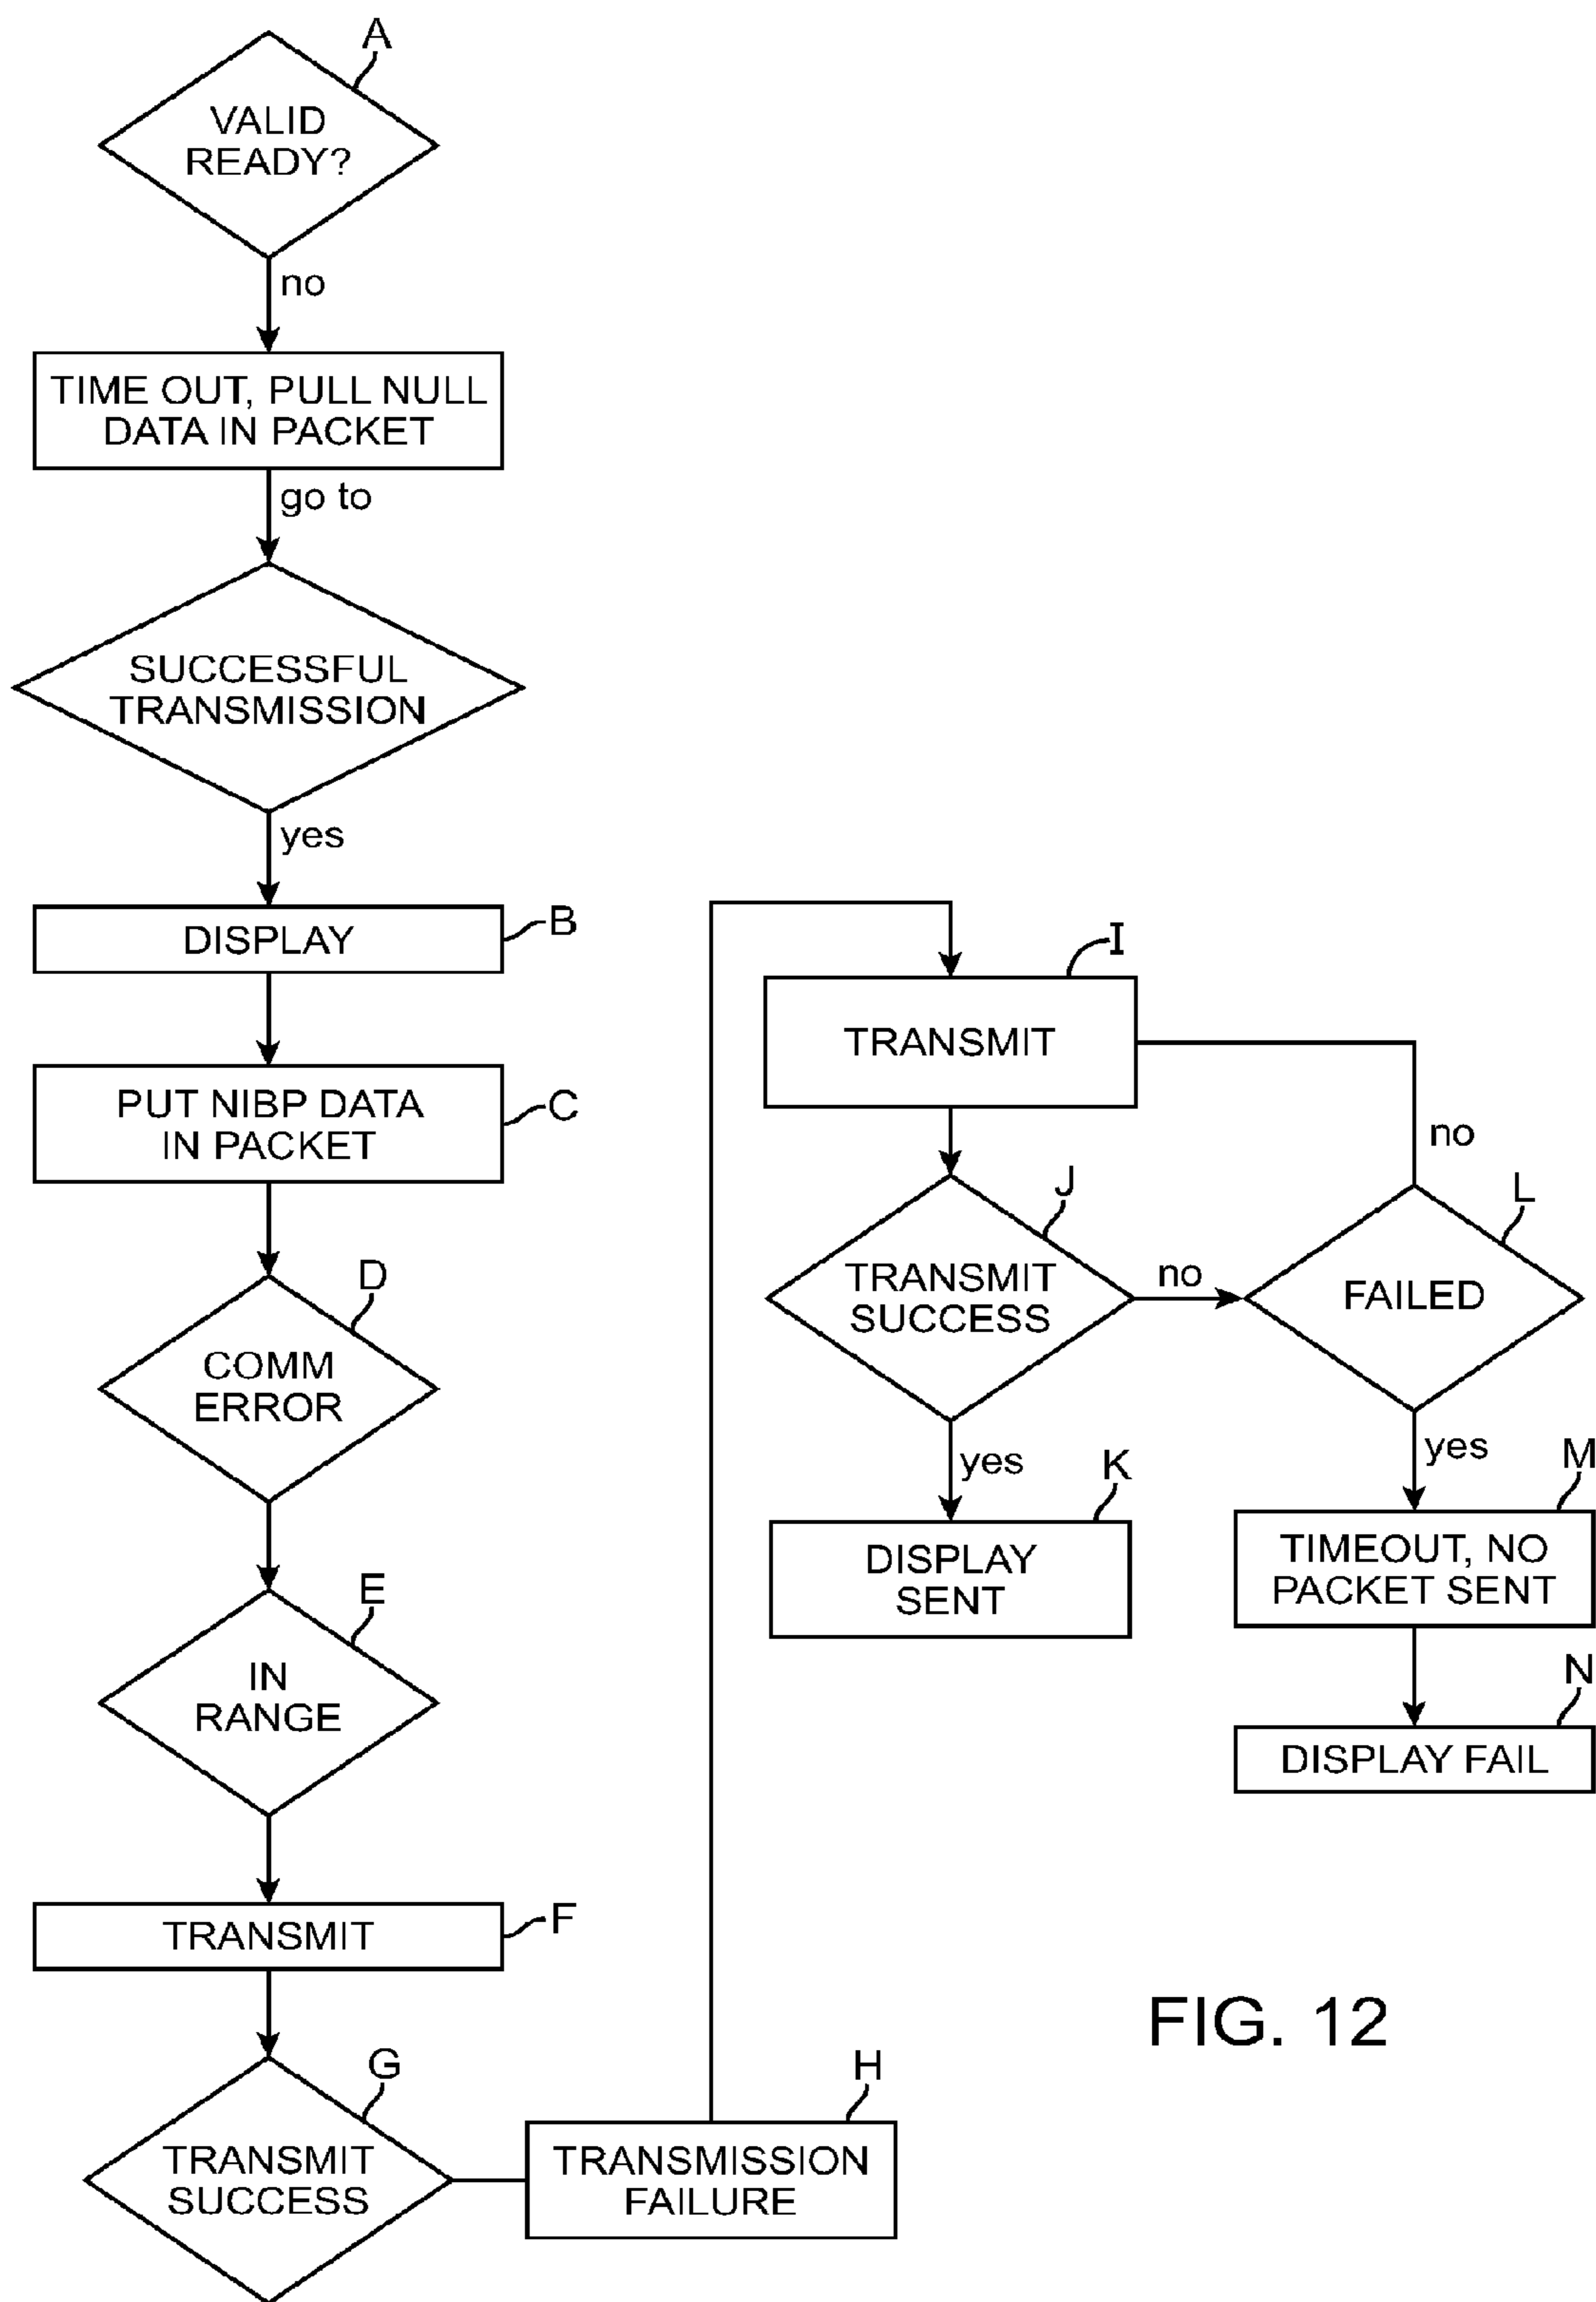 A
VALID
READY?
no
TIME OUT, PULL NULL
DATA IN PACKET
go to
SUCCESSFUL
TRANSMISSION
yes
DISPLAY
B
PUT NIBP DATA
IN PACKET
C
D
COMM
ERROR
E
IN
RANGE
TRANSMIT
F
G
TRANSMIT
SUCCESS
H
TRANSMISSION
FAILURE
I
TRANSMIT
J
TRANSMIT
SUCCESS
no
yes
K
DISPLAY
SENT
no
L
FAILED
yes
M
TIMEOUT, NO
PACKET SENT
N
DISPLAY FAIL
FIG. 12